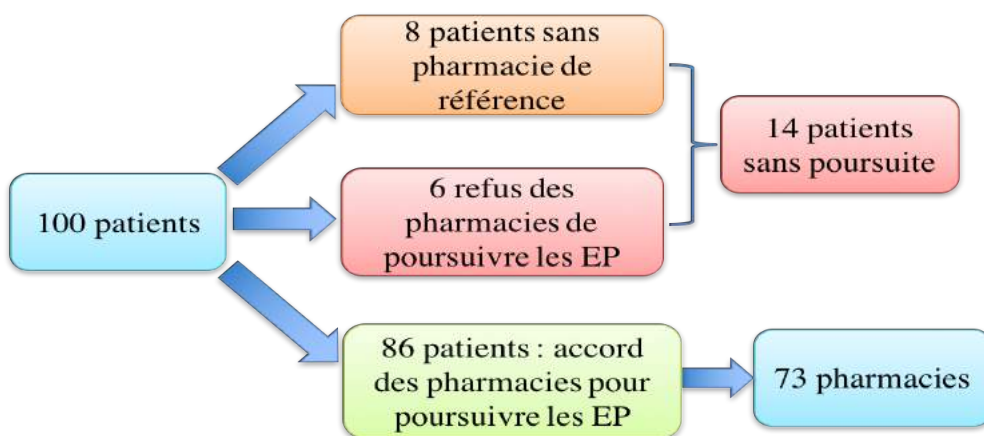 8 patients sans
pharmacie de
référence
14 patients
sans poursuite
100 patients
6 refus des
pharmacies de
poursuivre les EP
86 patients : accord
des pharmacies pour
poursuivre les EP
73 pharmacies